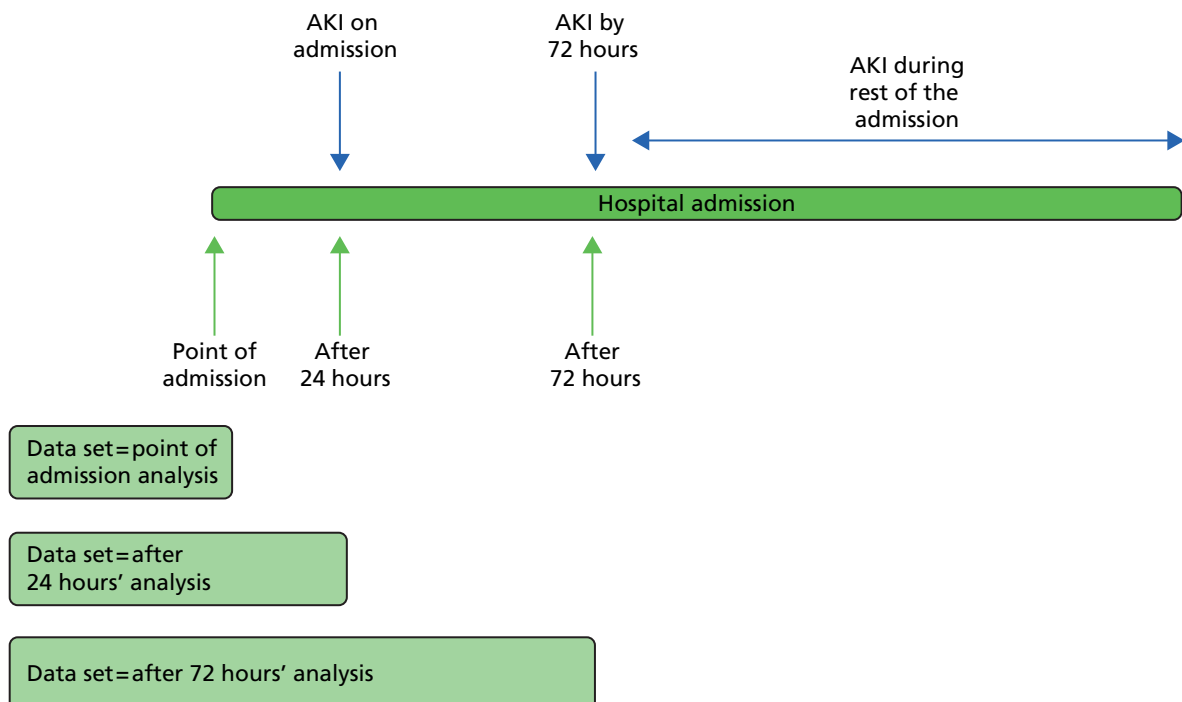 AKI on
admission
AKI by
72 hours
AKI during
rest of the
admission
Hospital admission
Point of
admission
After
24 hours
After
72 hours
Data set=point of
admission analysis
Data set=after
24 hours’ analysis
Data set=after 72 hours’ analysis